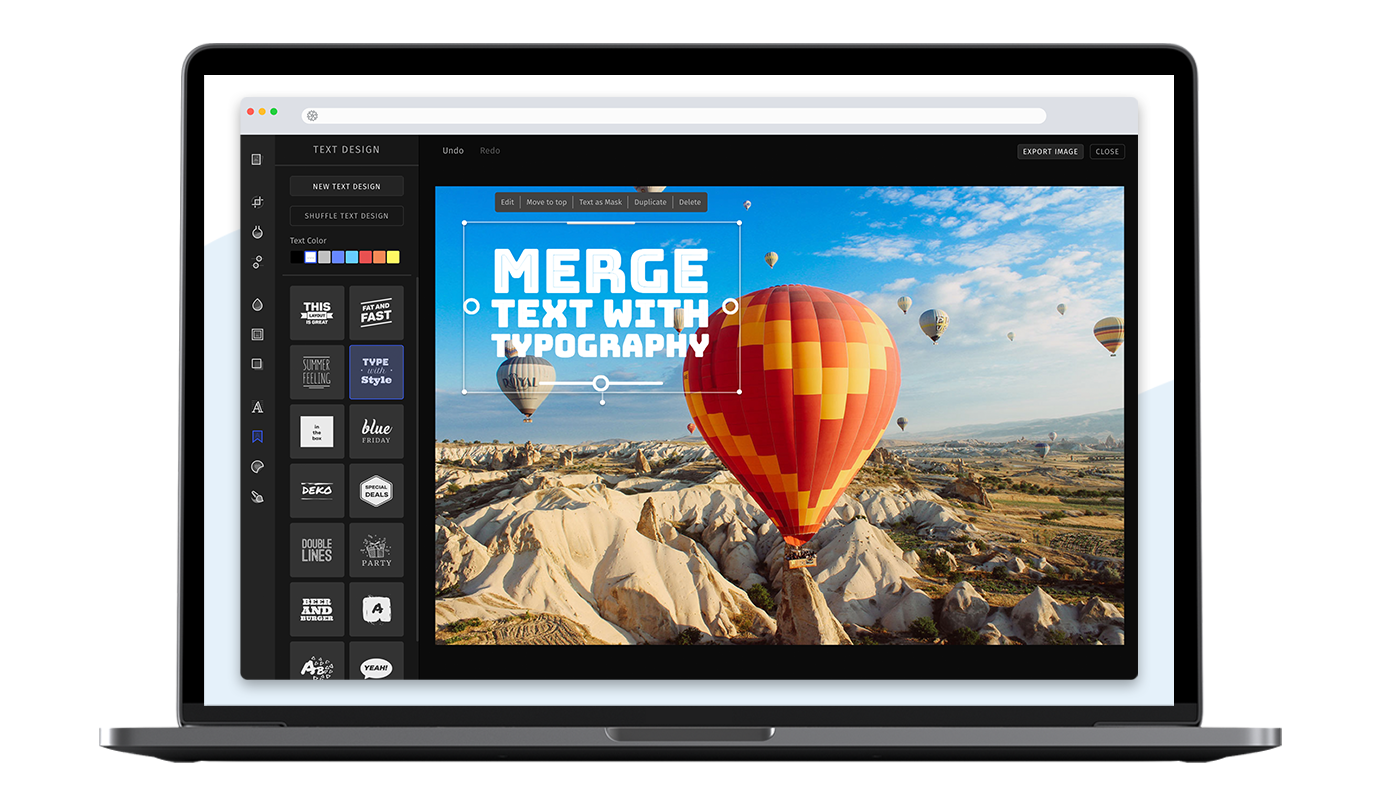 TEXT DESIGN
Undo
Redo
EXPORT IMAGE
CLOSE
NEW TEXT DESIGN
SHUFFLE TEXT DESIGN
Text Color
THIS
LAYOUT
IS GREAT
FAT AND
FAST
SUMMER
FEELING
TYPE
with
Style
in
the
box
blue
FRIDAY
DEKO
SPECIAL
DEALS
DOUBLE
LINES
PARTY
BEER
AND
BURGER
A
AB
YEAH!
Edit
Move to top
Text as Mask
Duplicate
Delete
MERGE
TEXT WITH
TYPOGRAPHY